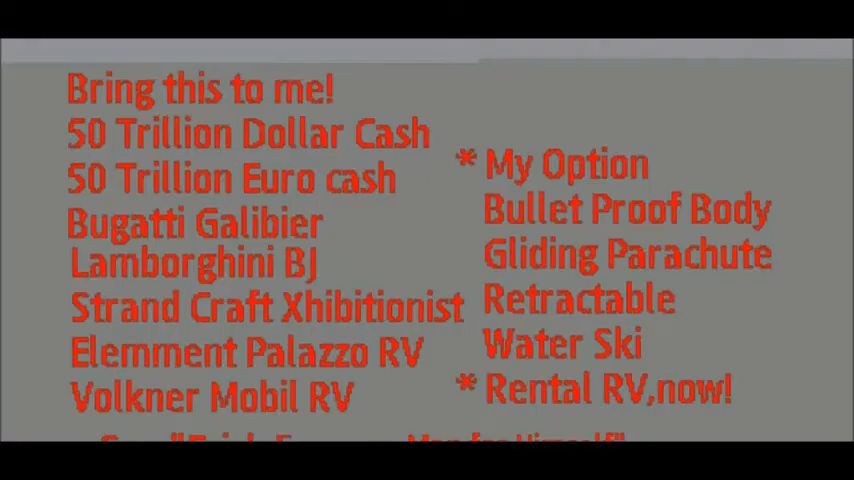 Bring this to me!
50 Trillion Dollar Cash
50 Trillion Euro cash
Bugatti Galibier
Lamborghini BJ
Strand Craft Xhibitionist
Elemment Palazzo RV
Volkner Mobil RV
* My Option
Bullet Proof Body
Gliding Parachute
Retractable
Water Ski
* Rental RV,now!